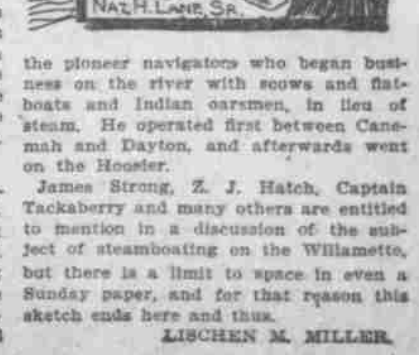 NAT. H. LANE, SR.
the pioneer navigators who began busi-
ness on the river with scows and flat-
boats and Indian oarsmen, in lieu of
steam. He operated first between Cane-
mah and Dayton, and afterwards went
on the Hoosier.
James Strong, Z. J. Hatch, Captain
Tackaberry and many others are entitled
to mention in a discussion of the sub-
ject of steamboating on the Willamette,
but there is a limit to space in even a
Sunday paper, and for that reason this
sketch ends here and thus.
LISCHEN M. MILLER.